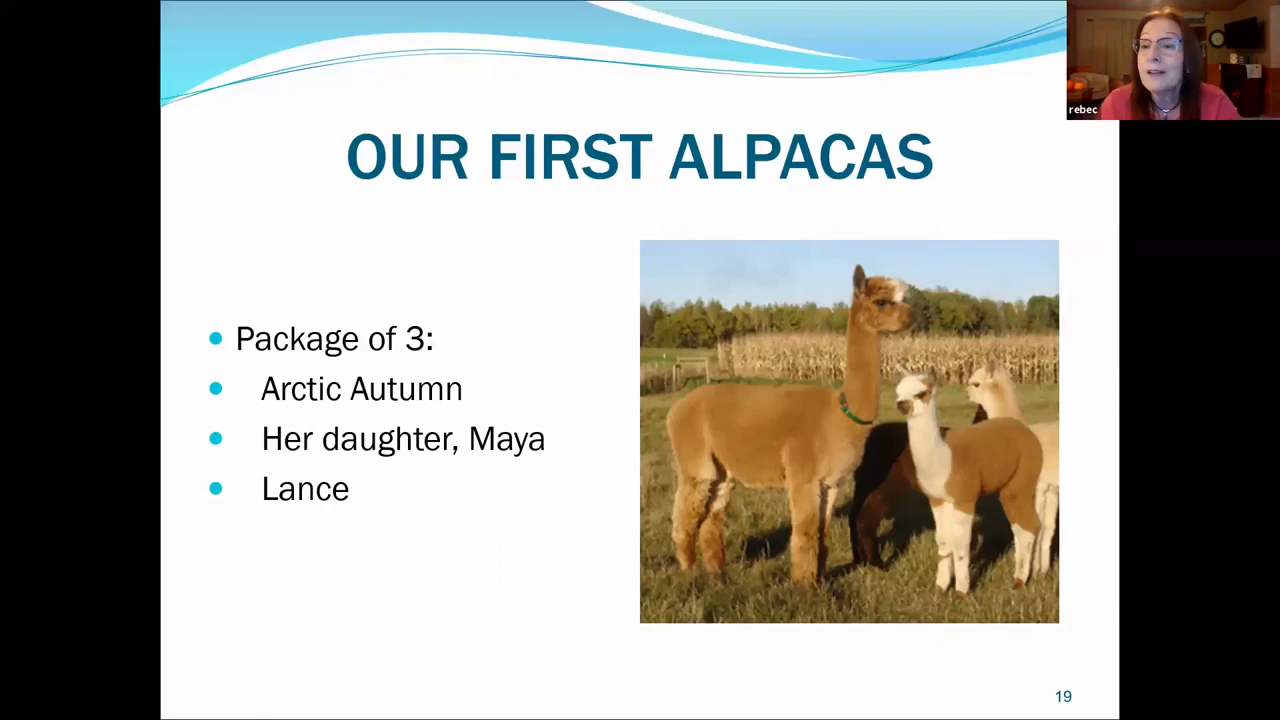 rebec
OUR FIRST ALPACAS
• Package of 3:
• Arctic Autumn
• Her daughter, Maya
• Lance
19